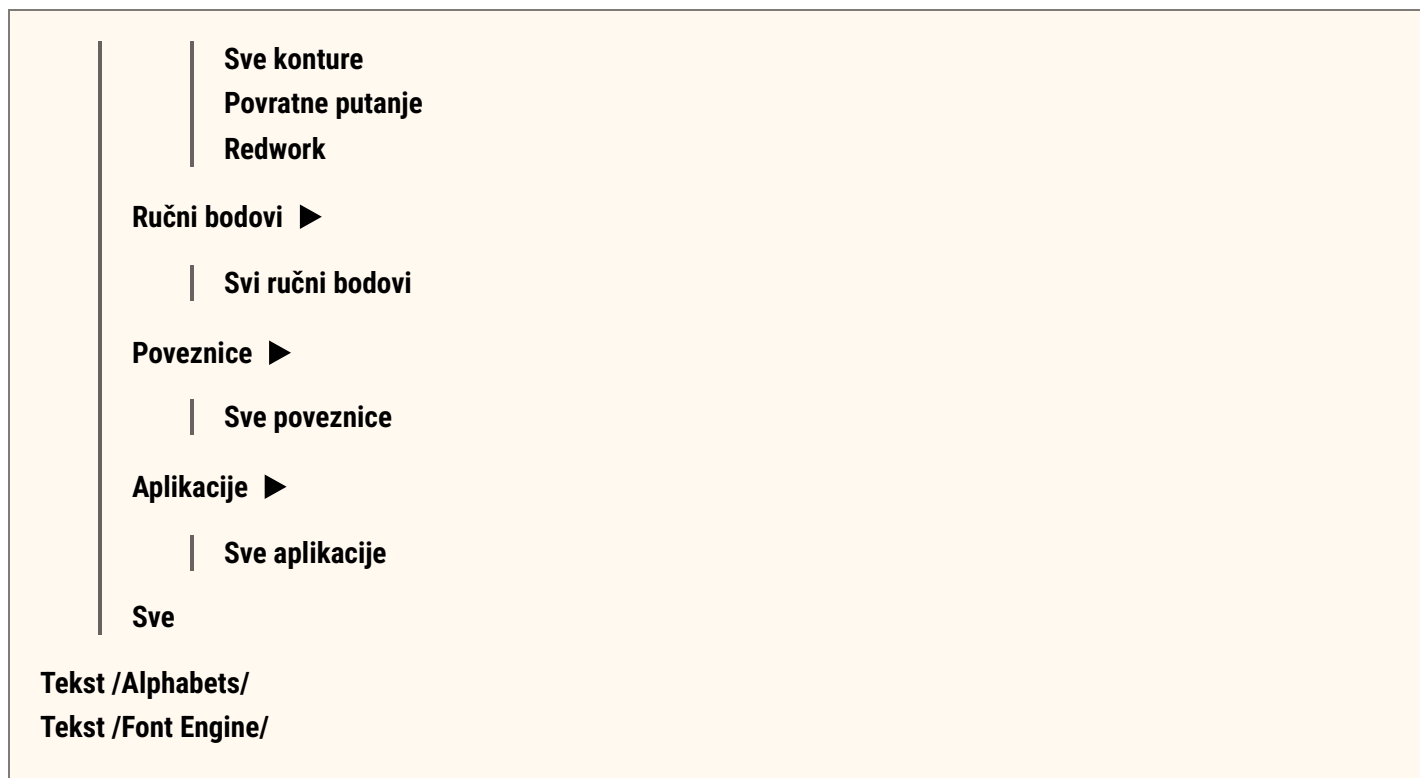 Sve konture
Povratne putanje
Redwork
Ručni bodovi ▶
Svi ručni bodovi
Poveznice ▶
Sve poveznice
Aplikacije ▶
Sve aplikacije
Sve
Tekst /Alphabets/
Tekst /Font Engine/